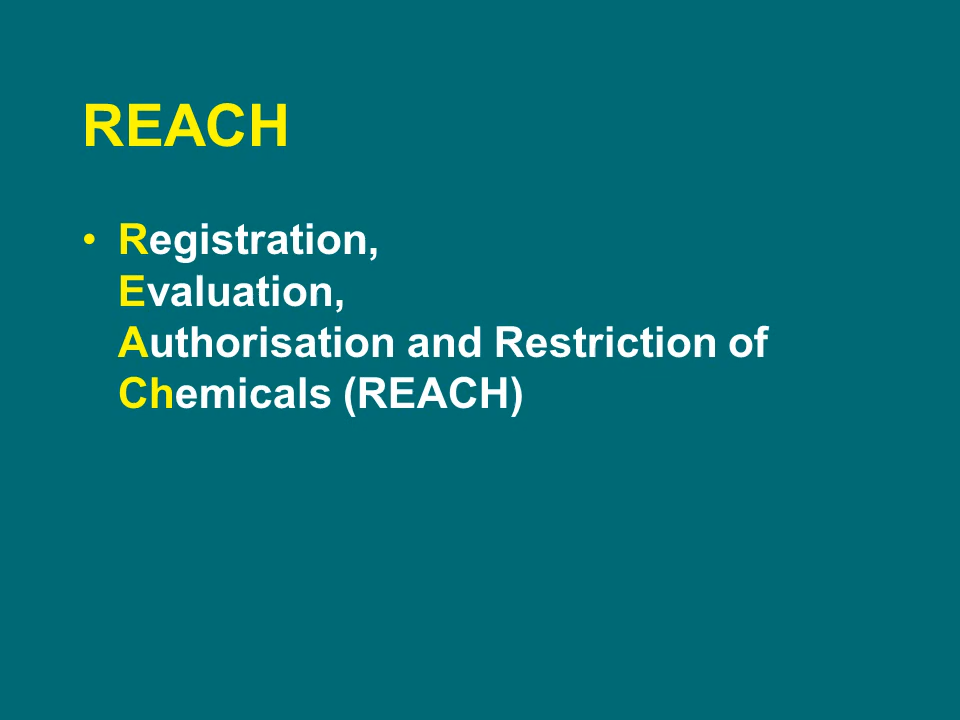 REACH
• Registration,
Evaluation,
Authorisation and Restriction of
Chemicals (REACH)